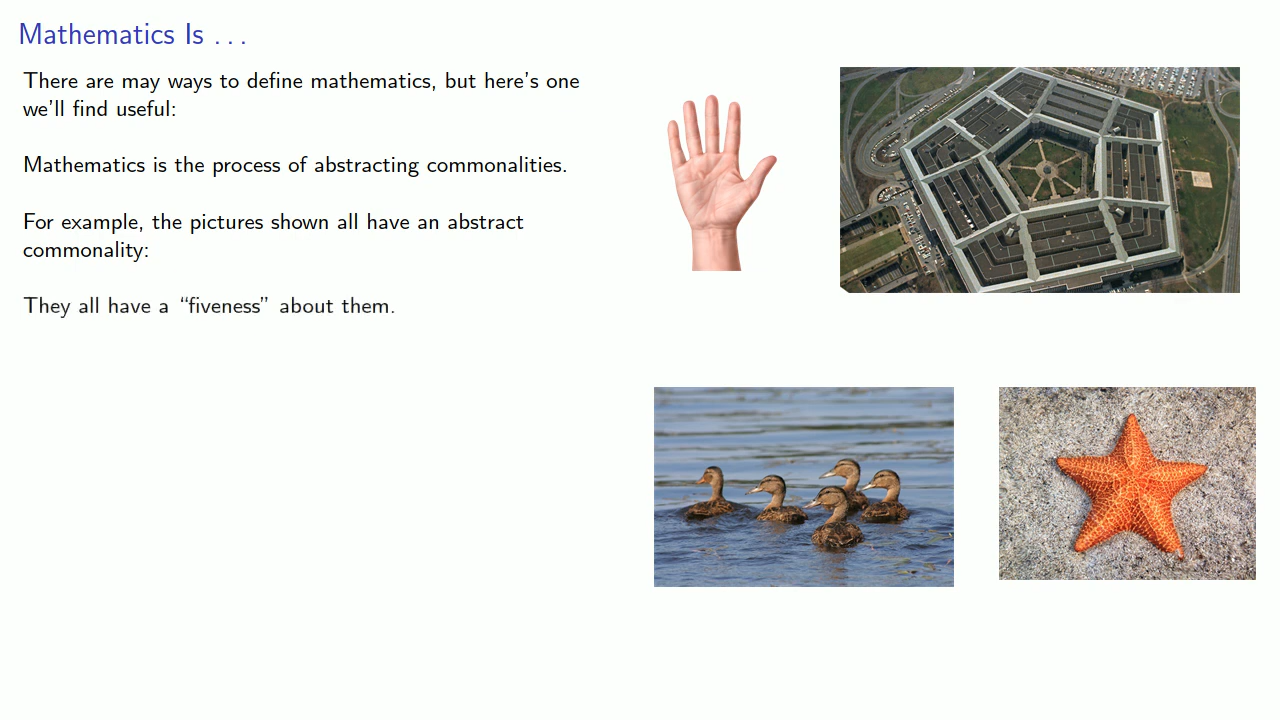 Mathematics Is . . .
There are may ways to define mathematics, but here's one
we'll find useful:
Mathematics is the process of abstracting commonalities.
For example, the pictures shown all have an abstract
commonality:
They all have a “fiveness” about them.